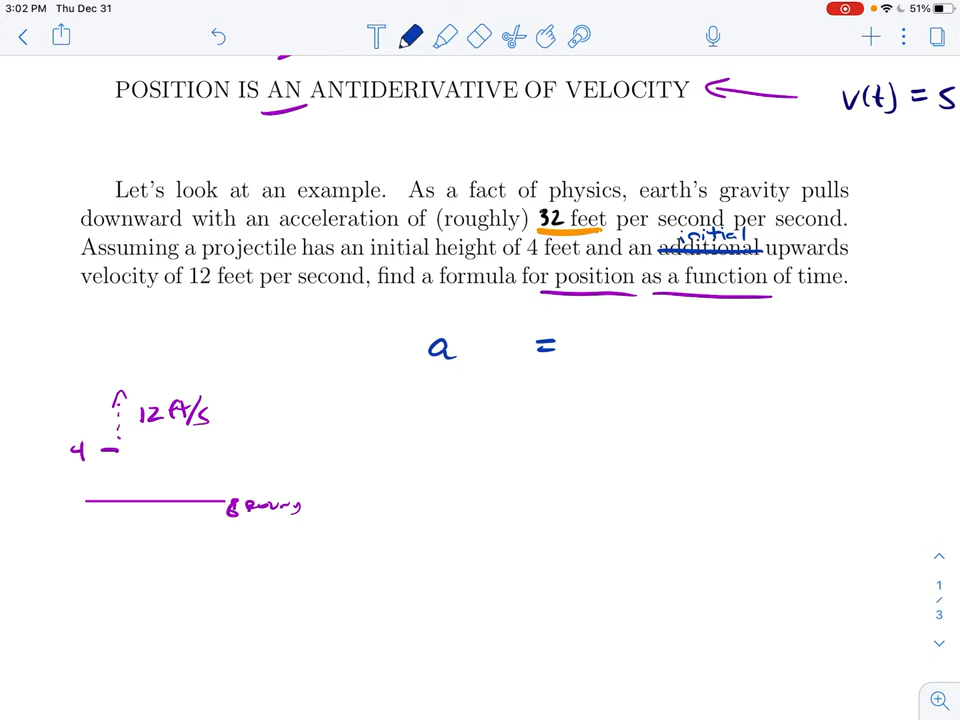 3:02 PM Thu Dec 31
51%
T
POSITION IS AN ANTIDERIVATIVE OF VELOCITY
v(t) = 5
Let's look at an example. As a fact of physics, earth's gravity pulls
downward with an acceleration of (roughly) 32 feet per second per second.
initial
Assuming a projectile has an initial height of 4 feet and an additional upwards
velocity of 12 feet per second, find a formula for position as a function of time.
a =
12 ft/s
4
1
/
3